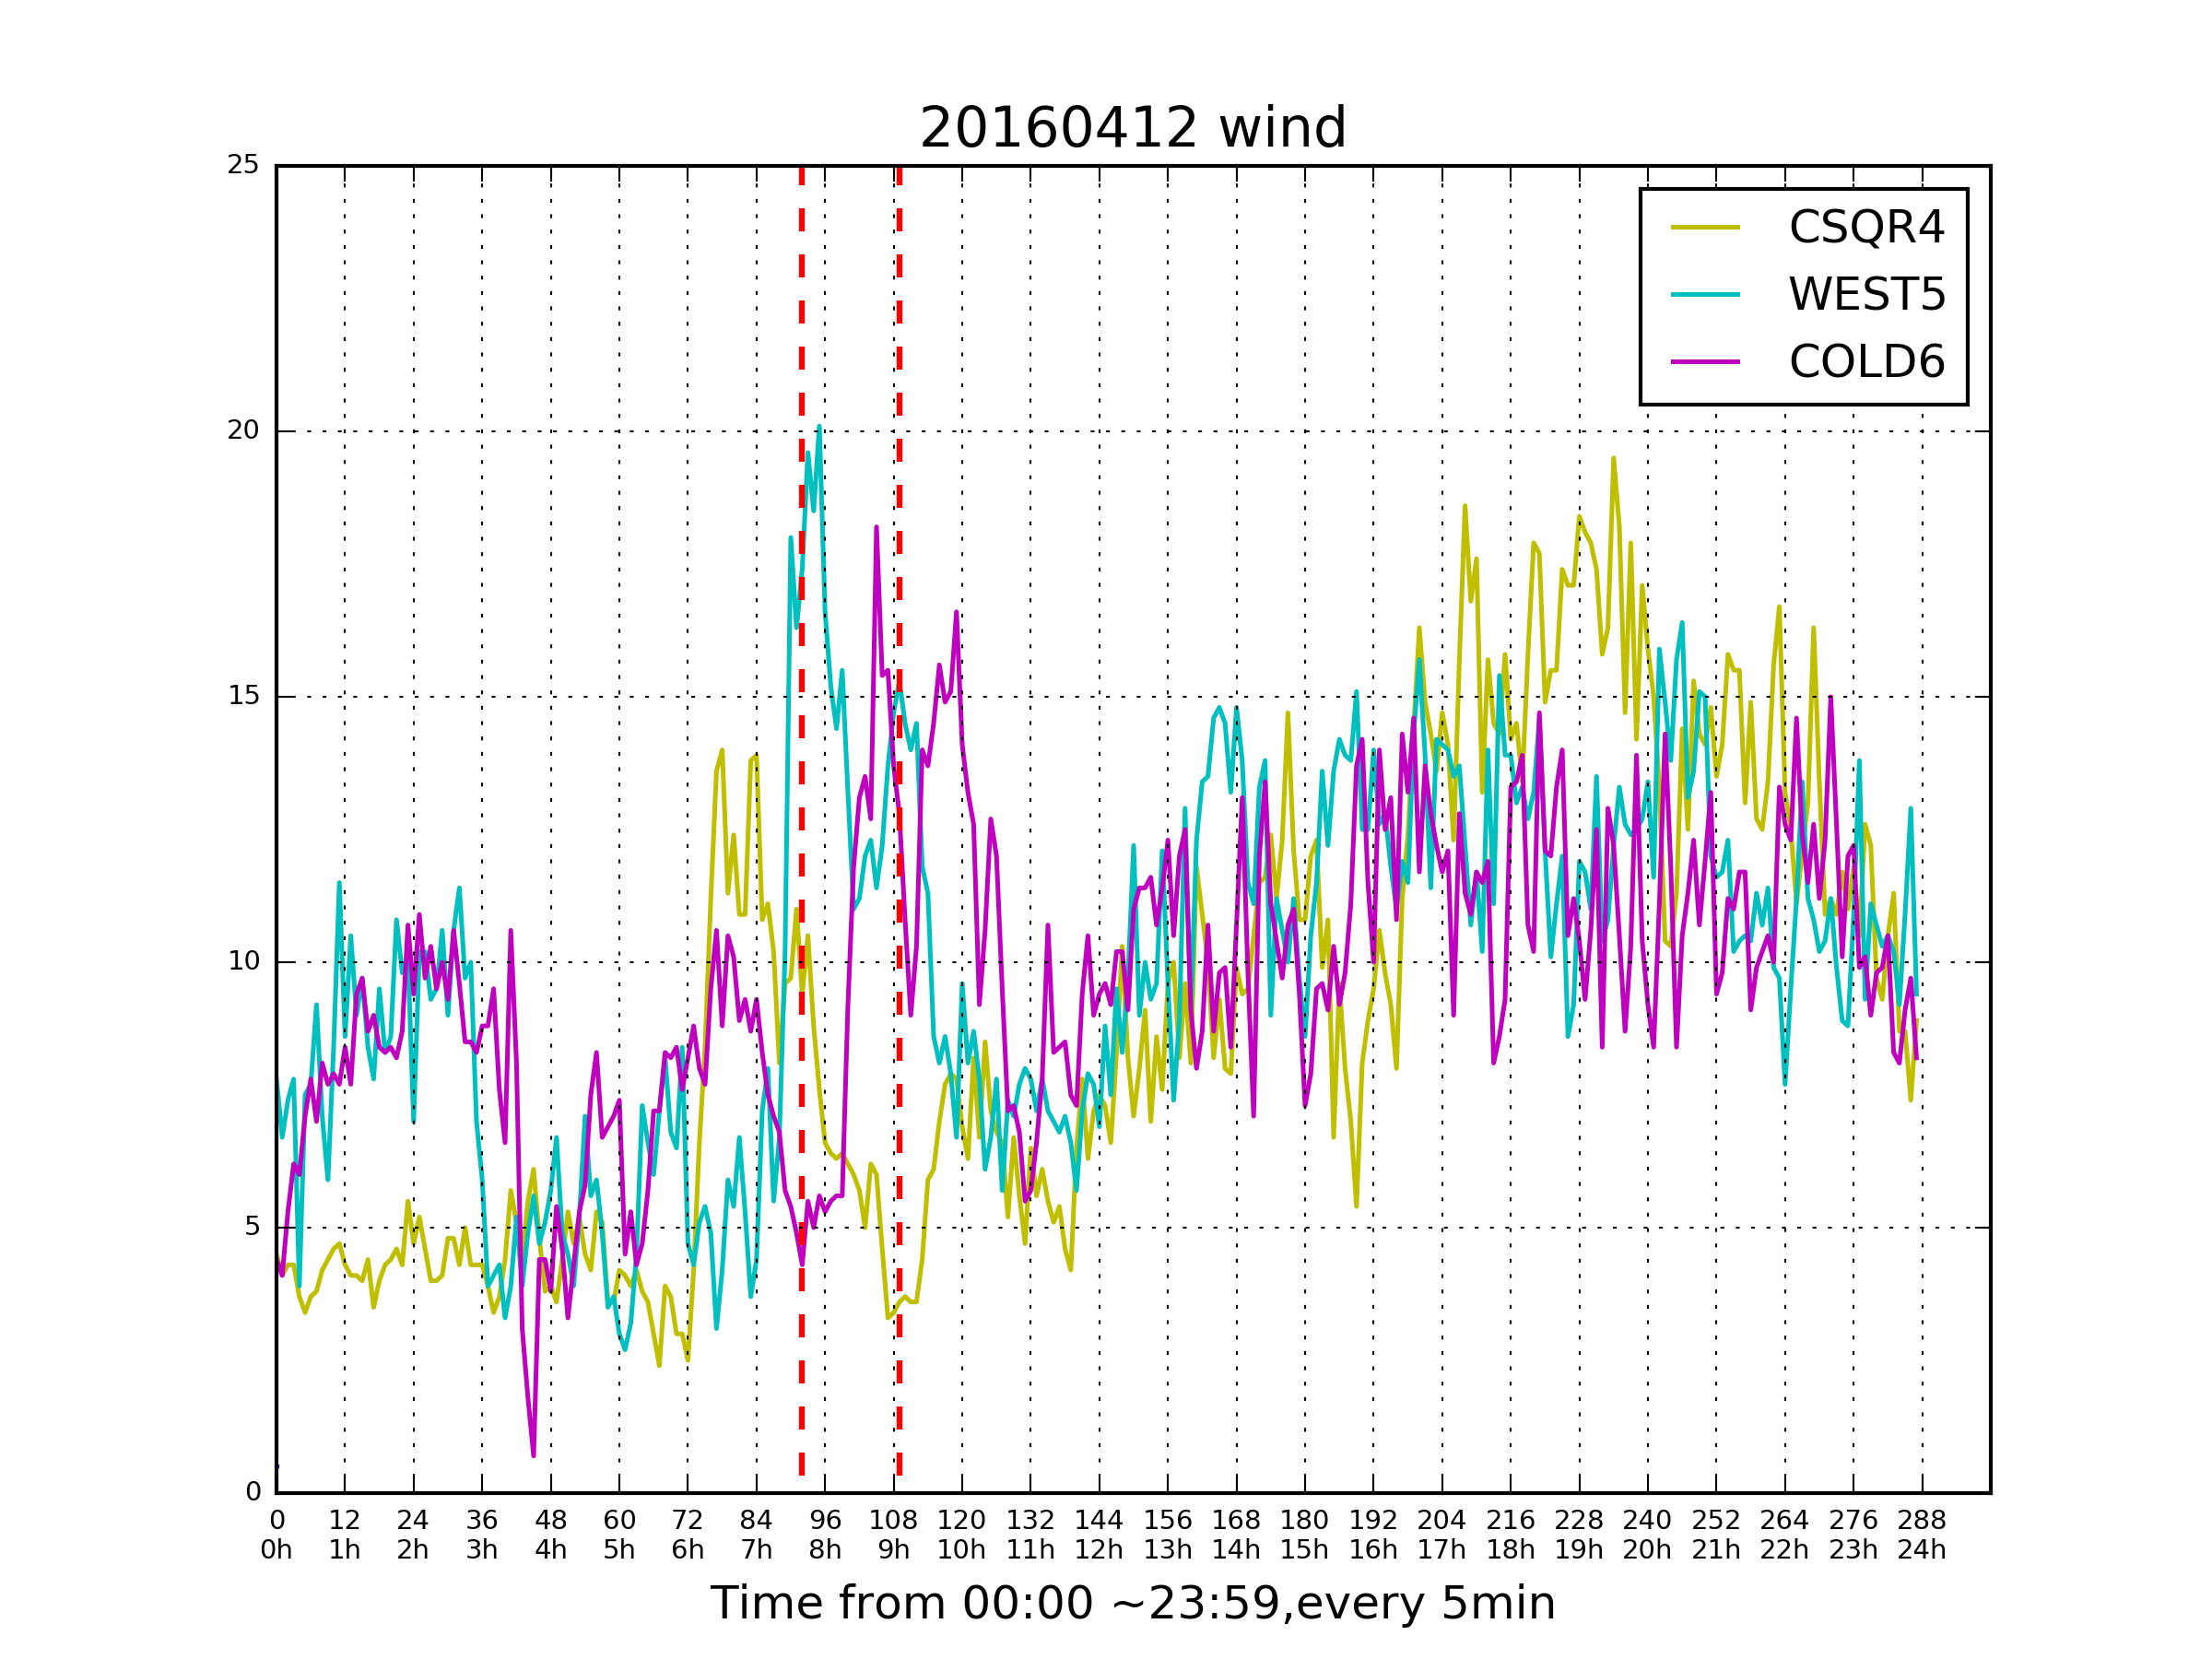 20160412 wind
25
20
15
10
5
0
CSQR4
WEST5
COLD6
0 12 24 36 48 60 72 84 96 108 120 132 144 156 168 180 192 204 216 228 240 252 264 276 288
0h 1h 2h 3h 4h 5h 6h 7h 8h 9h 10h 11h 12h 13h 14h 15h 16h 17h 18h 19h 20h 21h 22h 23h 24h
Time from 00:00 ~23:59,every 5min